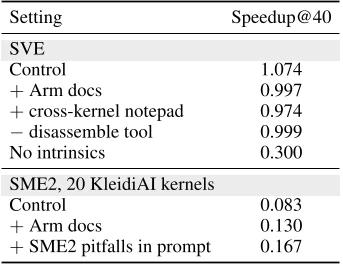 Setting Speedup@40
SVE
Control 1.074
+ Arm docs 0.997
+ cross-kernel notepad 0.974
− disassemble tool 0.999
No intrinsics 0.300
SME2, 20 KleidiAI kernels
Control 0.083
+ Arm docs 0.130
+ SME2 pitfalls in prompt 0.167